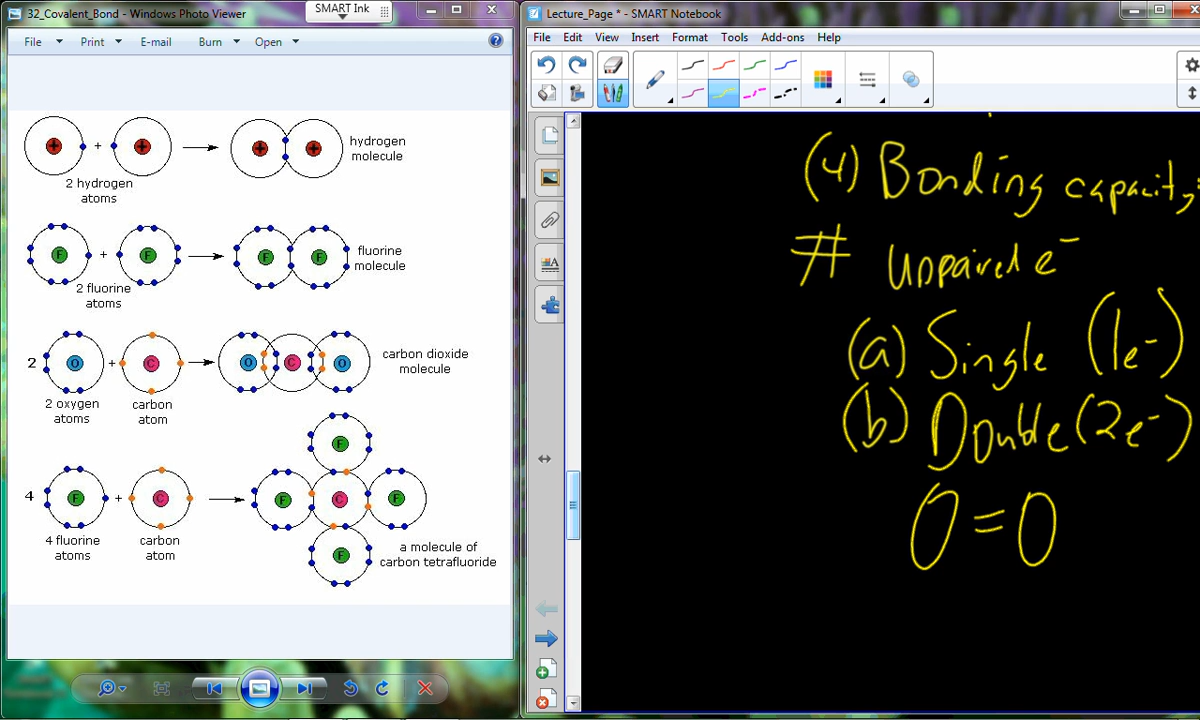 32_Covalent_Bond - Windows Photo Viewer
SMART Ink
File Print E-mail Burn Open
+ + +
hydrogen
molecule
2 hydrogen
atoms
F + F F F
fluorine
molecule
2 fluorine
atoms
2 O + C O C O
carbon dioxide
molecule
2 oxygen
atoms
carbon
atom
4 F + C F F C F F
4 fluorine
atoms
carbon
atom
a molecule of
carbon tetrafluoride
Lecture_Page * - SMART Notebook
File Edit View Insert Format Tools Add-ons Help
(4) Bonding capacity:
# Unpaired e-
(a) Single (1e-)
(b) Double (2e-)
O=O